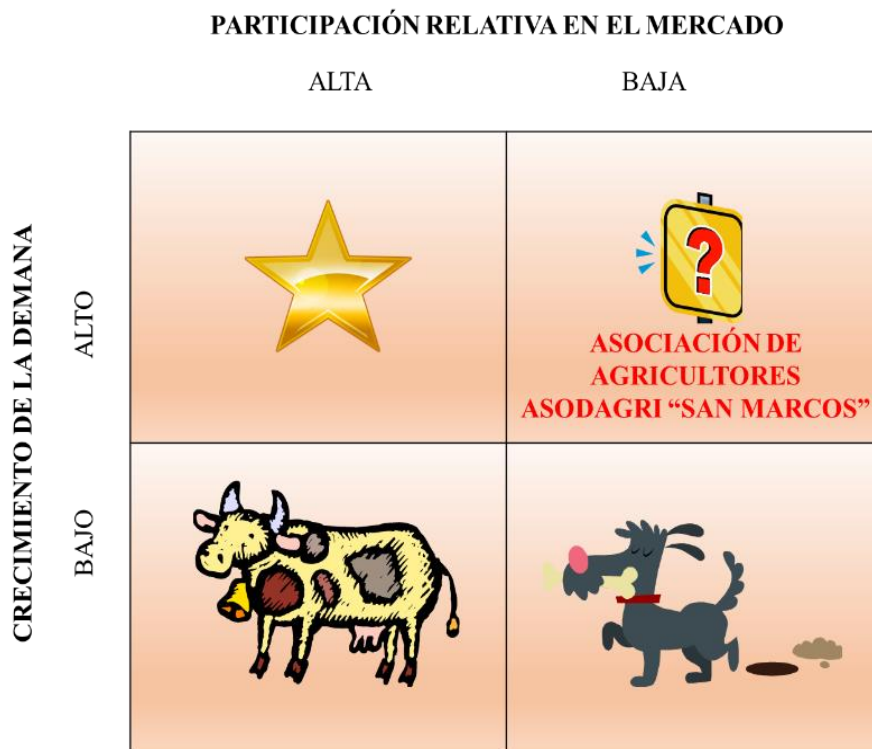 PARTICIPACIÓN RELATIVA EN EL MERCADO
ALTA
BAJA
CRECIMIENTO DE LA DEMANA
ALTO
?
ASOCIACIÓN DE
AGRICULTORES
ASODAGRI “SAN MARCOS”
BAJO